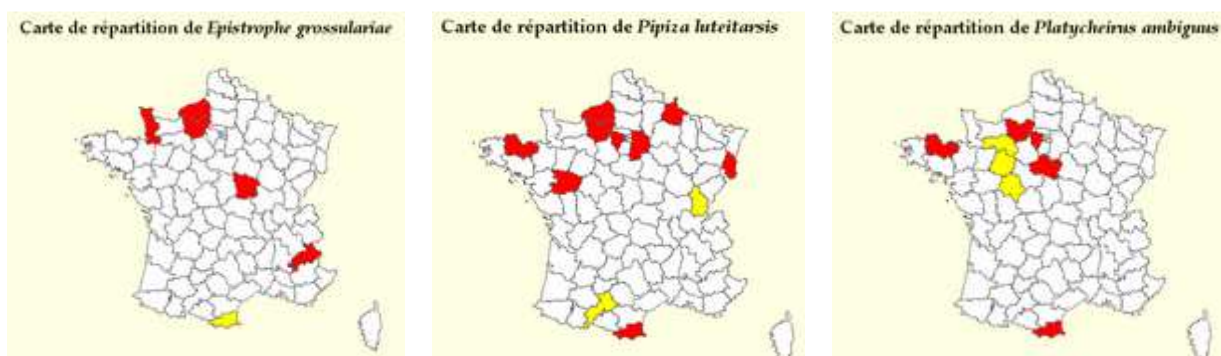 Carte de répartition de Epistrophe grossulariae
Carte de répartition de Pipiza luteitarsis
Carte de répartition de Platycheirus ambiguus